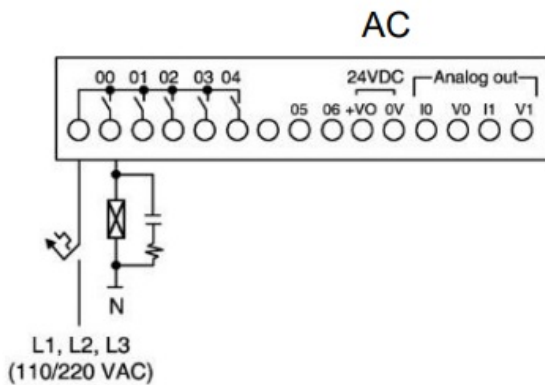 AC
24VDC
Analog out
00 01 02 03 04
05 06 +VO 0V I0 V0 I1 V1
N
L1, L2, L3
(110/220 VAC)